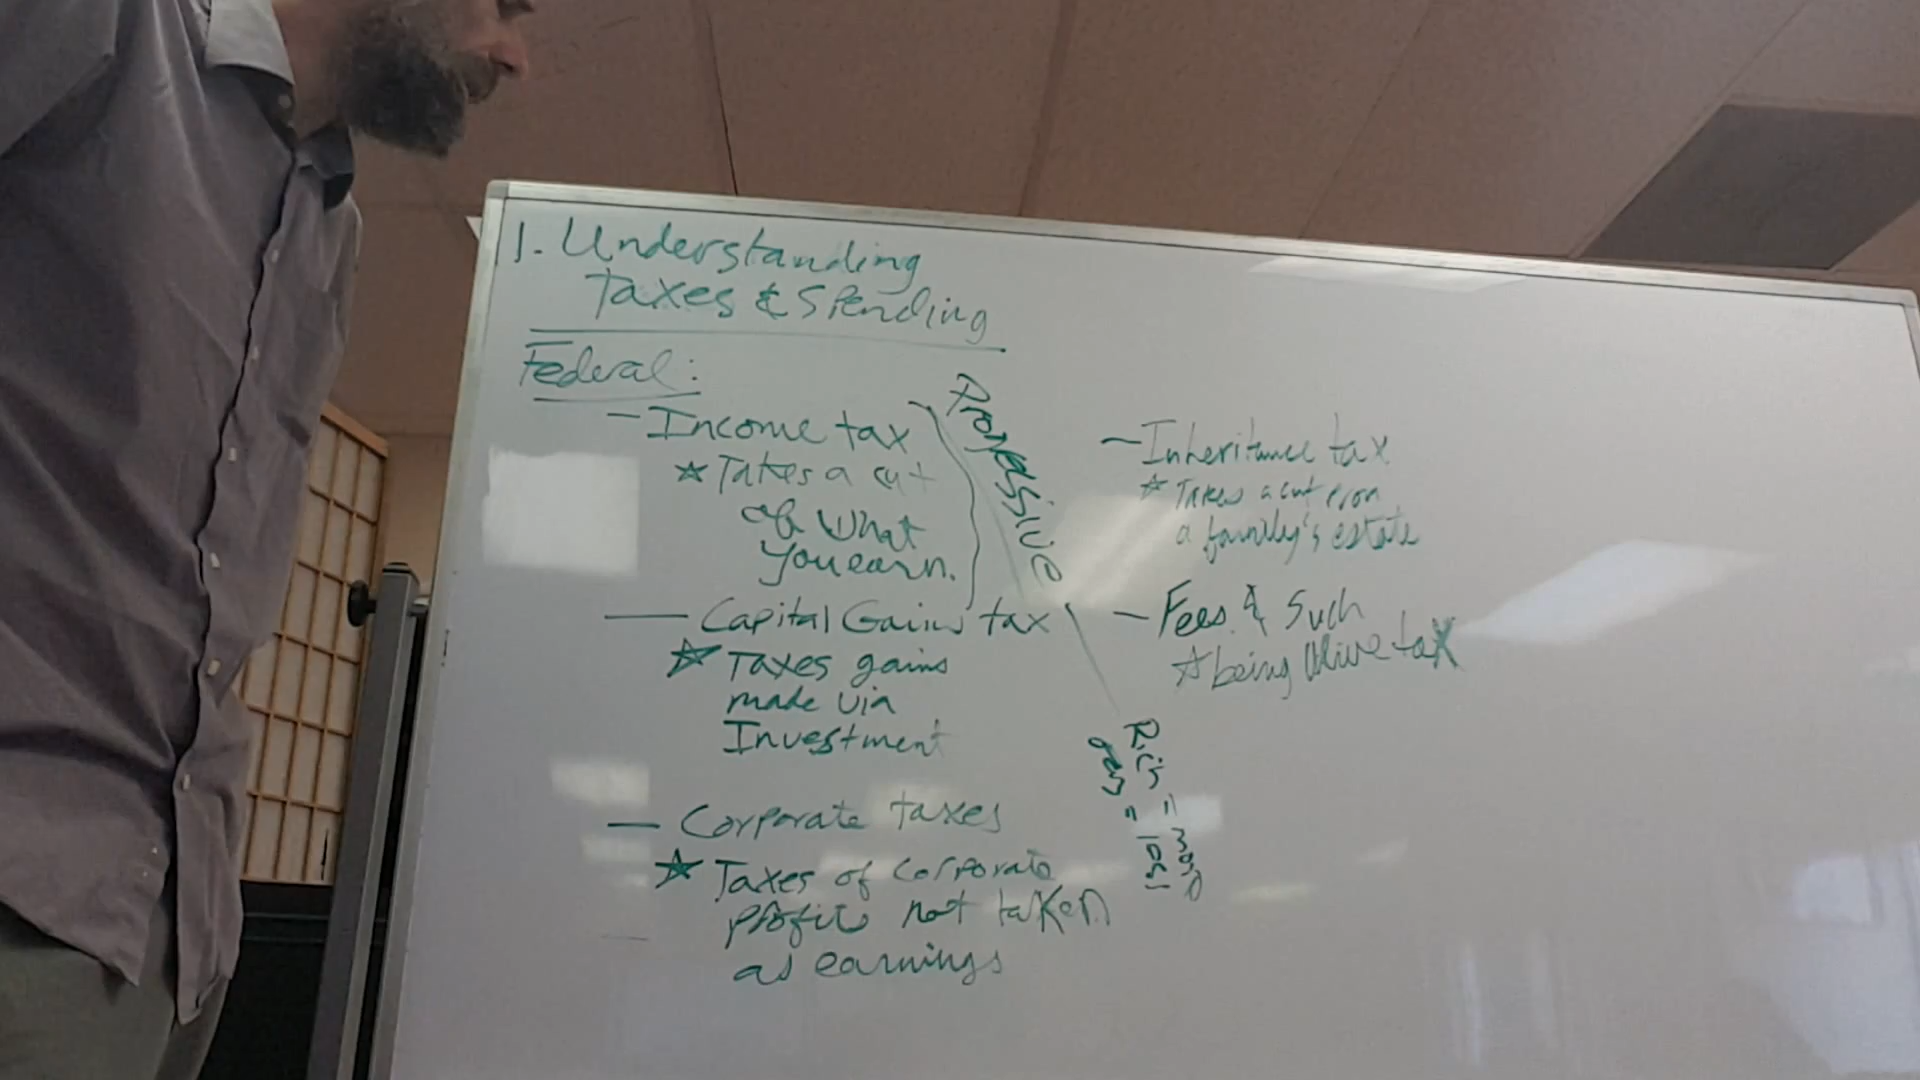 1. Understanding
Taxes & Spending
Federal:
— Income tax
☆ Takes a cut
of what
you earn.
— Capital Gains tax
☆ Taxes gains
made via
Investment
— Corporate taxes
☆ Taxes of corporate
profits not taken
as earnings
Progressive
Rich = more
= less
— Inheritance tax
☆ Takes a cut from
a family's estate
— Fees & Such
☆ being alive tax